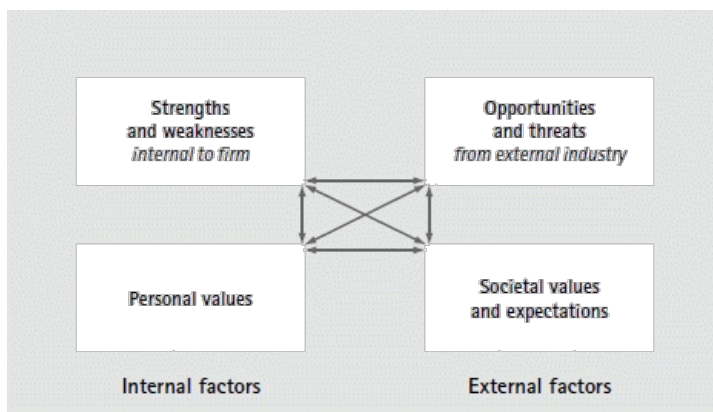 Strengths
and weaknesses
internal to firm
Opportunities
and threats
from external industry
Personal values
Societal values
and expectations
Internal factors
External factors